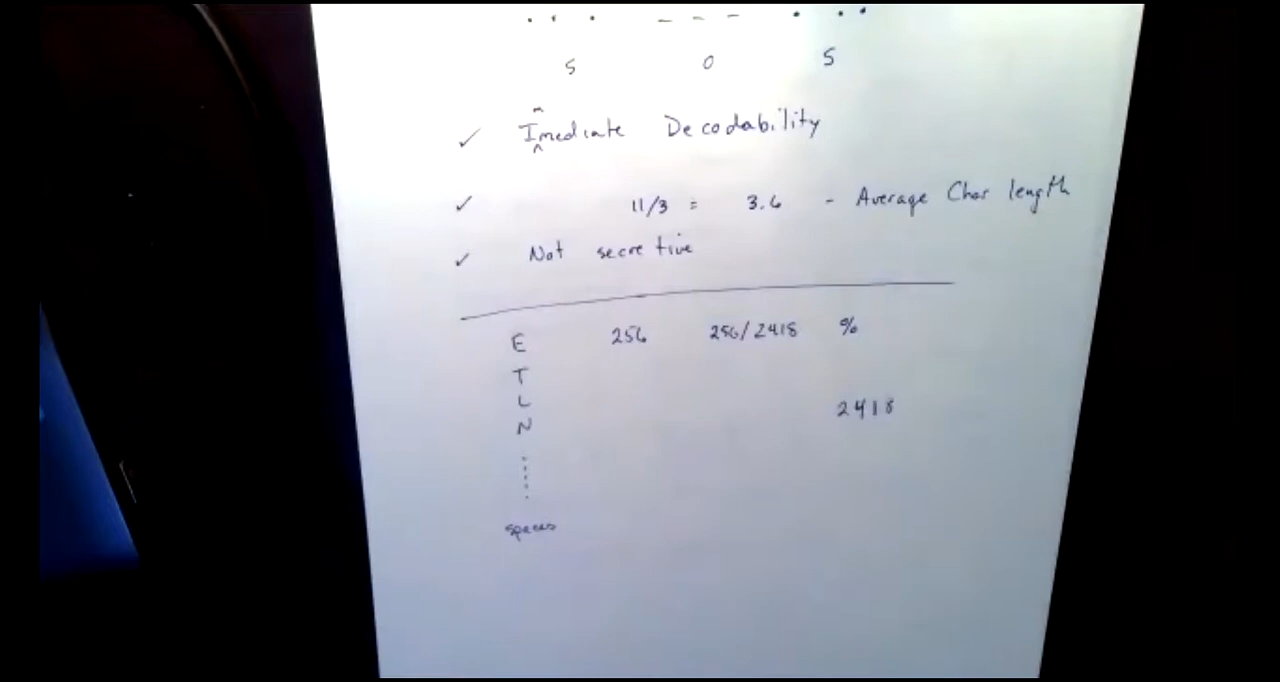 . . . _ _ _ . . .
S O S
✓ Imediate Decodability
m
^
✓ 11/3 = 3.6 - Average Char length
✓ Not secretive
E 256 256/2418 %
T
L 2418
N
spaces